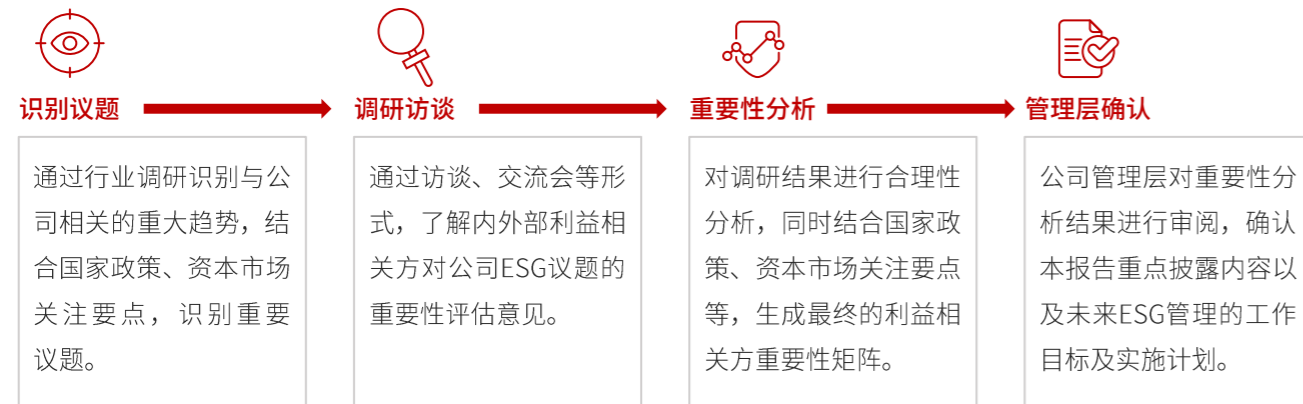 识别议题
通过行业调研识别与公
司相关的重大趋势，结
合国家政策、资本市场
关注要点，识别重要
议题。
调研访谈
通过访谈、交流会等形
式，了解内外部利益相
关方对公司ESG议题的
重要性评估意见。
重要性分析
对调研结果进行合理性
分析，同时结合国家政
策、资本市场关注要点
等，生成最终的利益相
关方重要性矩阵。
管理层确认
公司管理层对重要性分
析结果进行审阅，确认
本报告重点披露内容以
及未来ESG管理的工作
目标及实施计划。